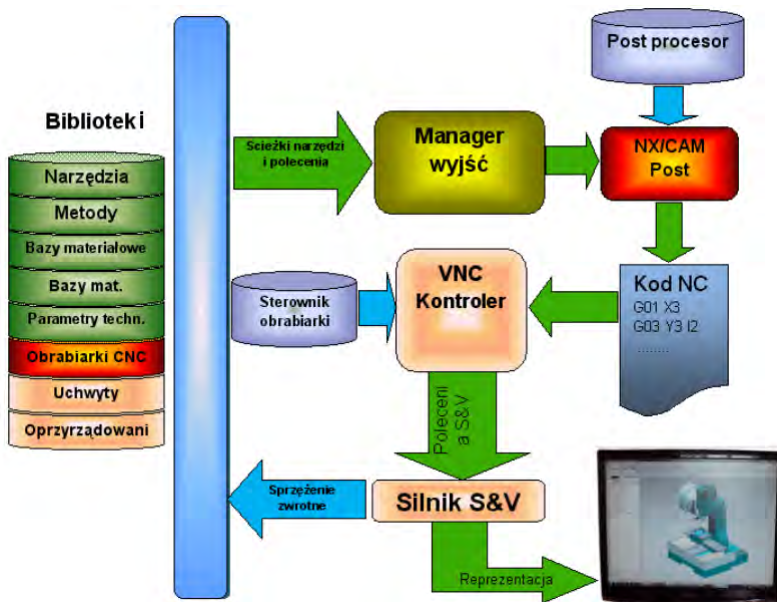 Post procesor
Biblioteki
Narzędzia
Metody
Bazy materiałowe
Bazy mat.
Parametry techn.
Obrabiarki CNC
Uchwyty
Oprzyrządowani
Scieżki narzędzi
i polecenia
Manager
wyjść
NX/CAM
Post
Sterownik
obrabiarki
VNC
Kontroler
Kod NC
G01 X3
G03 Y3 I2
........
Poleceni
a S&V
Sprzężenie
zwrotne
Silnik S&V
Reprezentacja